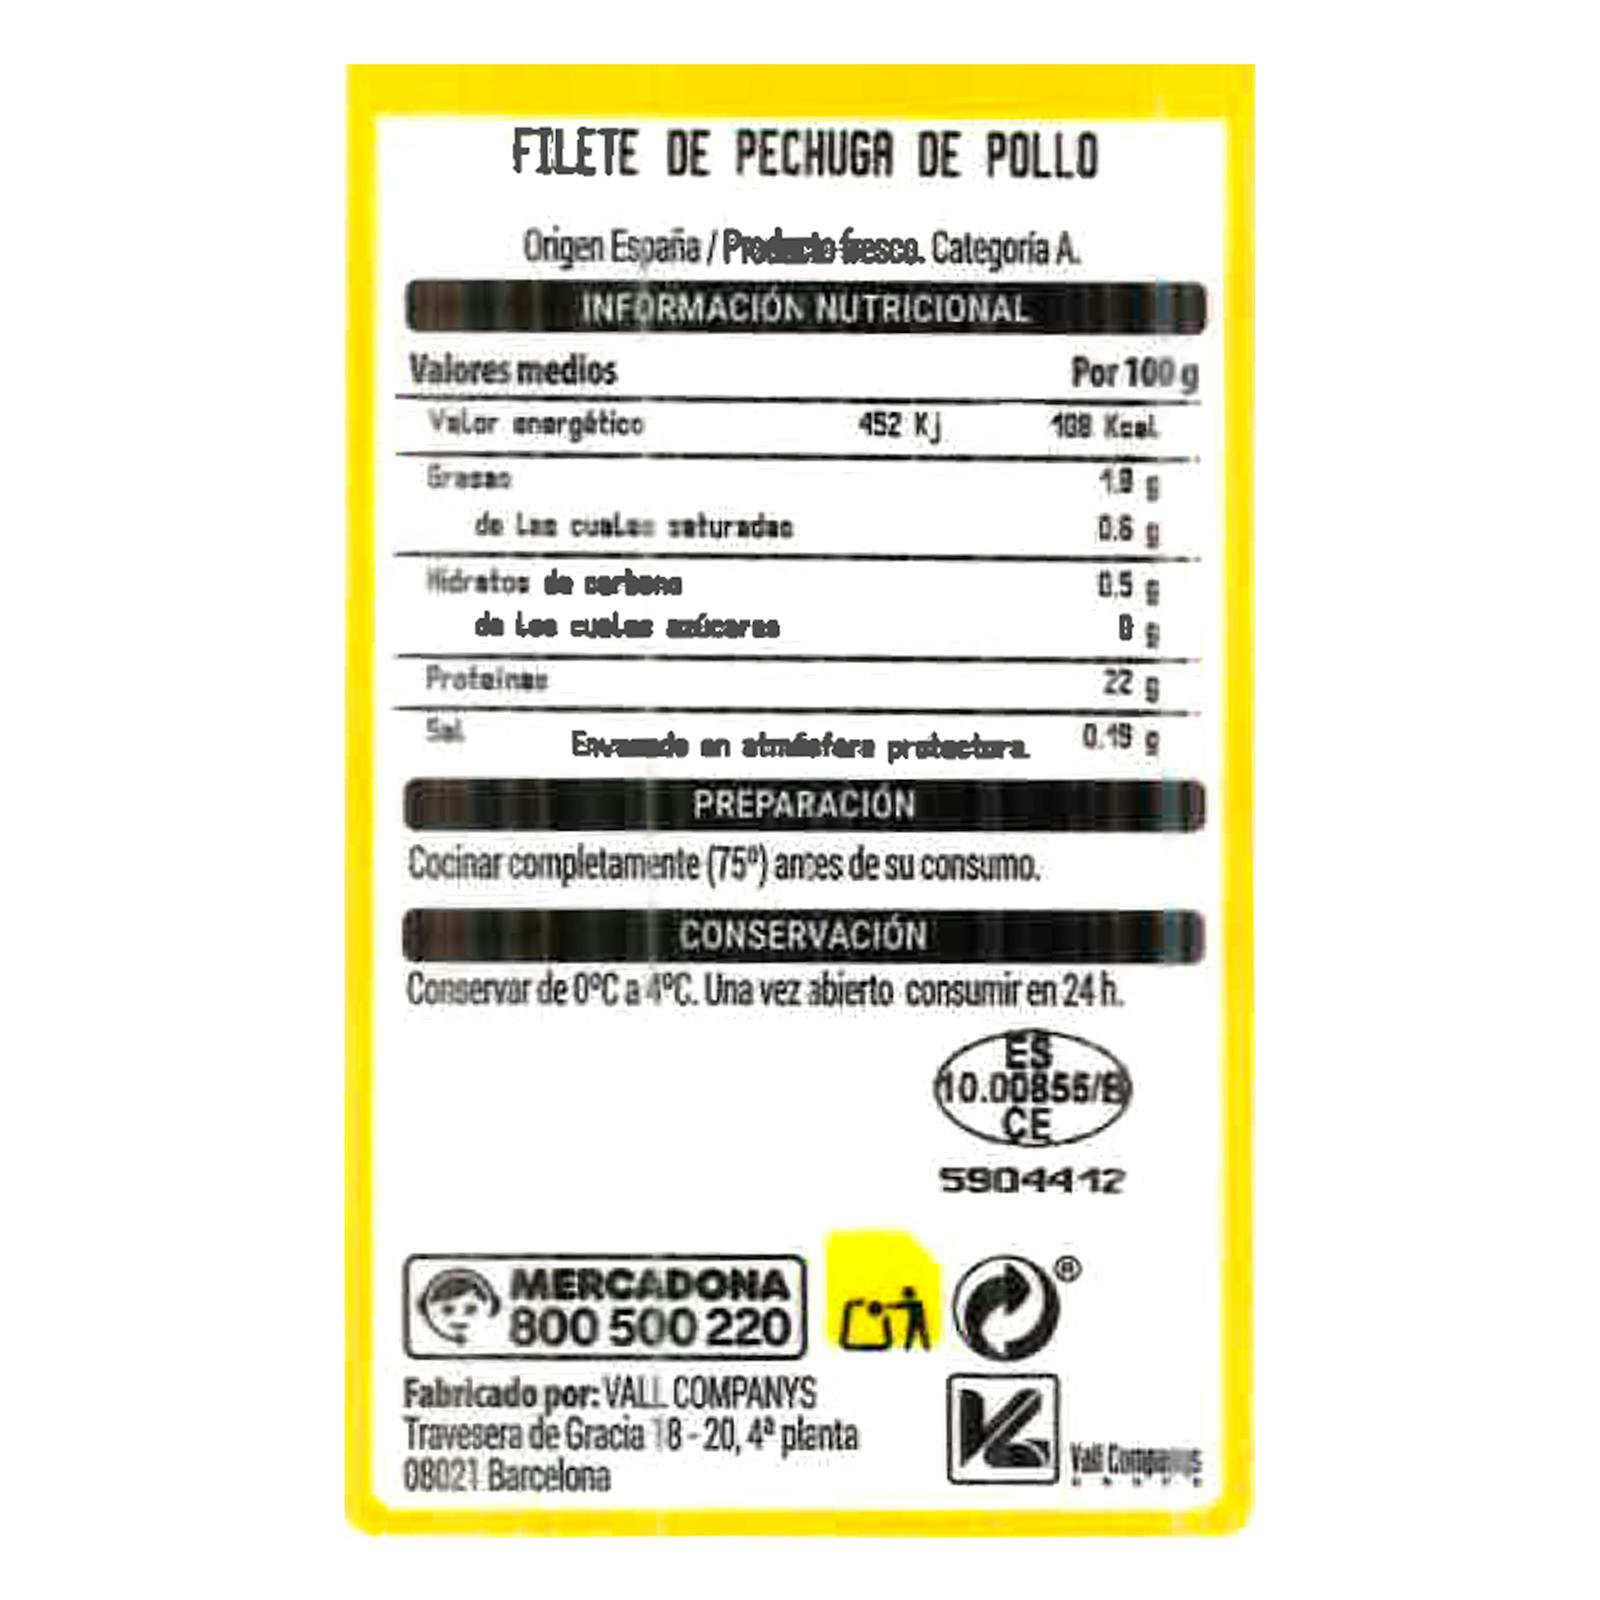 FILETE DE PECHUGA DE POLLO
Origen España / Producto fresco. Categoría A.
INFORMACIÓN NUTRICIONAL
Valores medios Por 100 g
Valor energético 452 Kj 108 Kcal
Grasas 1.8 g
de las cuales saturadas 0.6 g
Hidratos de carbono 0.5 g
de los cuales azúcares 0 g
Proteínas 22 g
Sal 0.19 g
Envasado en atmósfera protectora.
PREPARACIÓN
Cocinar completamente (75º) antes de su consumo.
CONSERVACIÓN
Conservar de 0ºC a 4ºC. Una vez abierto consumir en 24 h.
ES
10.00855/B
CE
5904412
MERCADONA
800 500 220
®
Fabricado por: VALL COMPANYS
Travesera de Gracia 18 - 20, 4ª planta
08021 Barcelona
Vall Companys